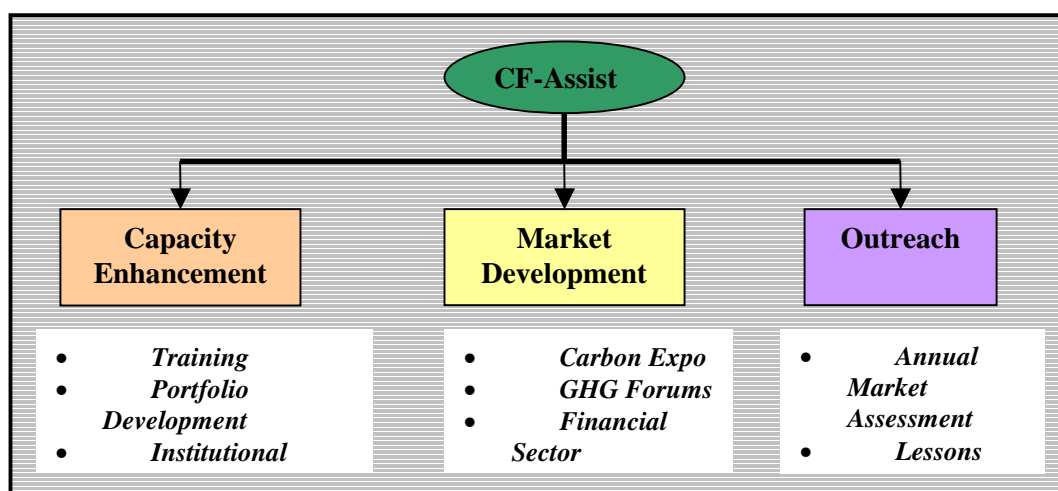 CF-Assist
Capacity
Enhancement
Market
Development
Outreach
• Training
• Portfolio
Development
• Institutional
• Carbon Expo
• GHG Forums
• Financial
Sector
• Annual
Market
Assessment
• Lessons